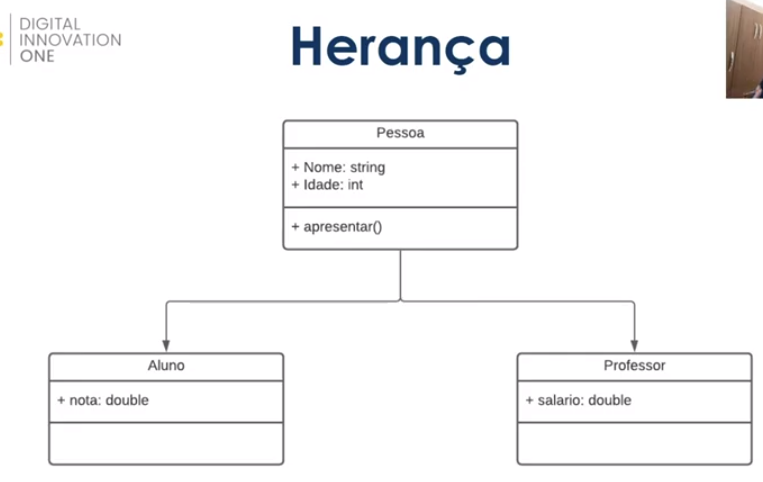 DIGITAL
INNOVATION
ONE
Herança
Pessoa
+ Nome: string
+ Idade: int
+ apresentar()
Aluno
+ nota: double
Professor
+ salario: double